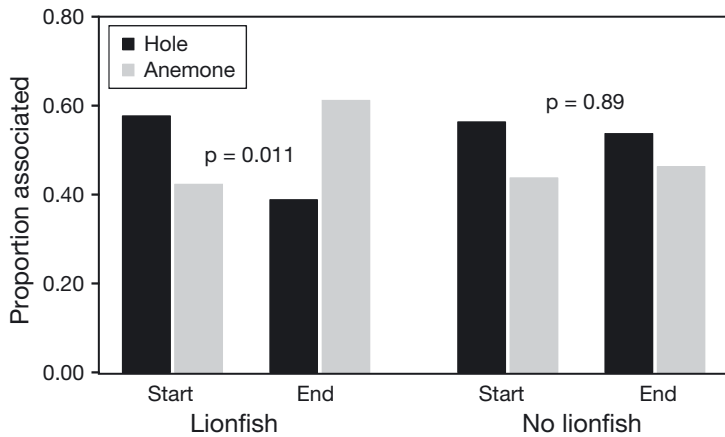 Proportion associated
0.80
0.60
0.40
0.20
0.00
Hole
Anemone
p = 0.011
p = 0.89
Start
End
Start
End
Lionfish
No lionfish